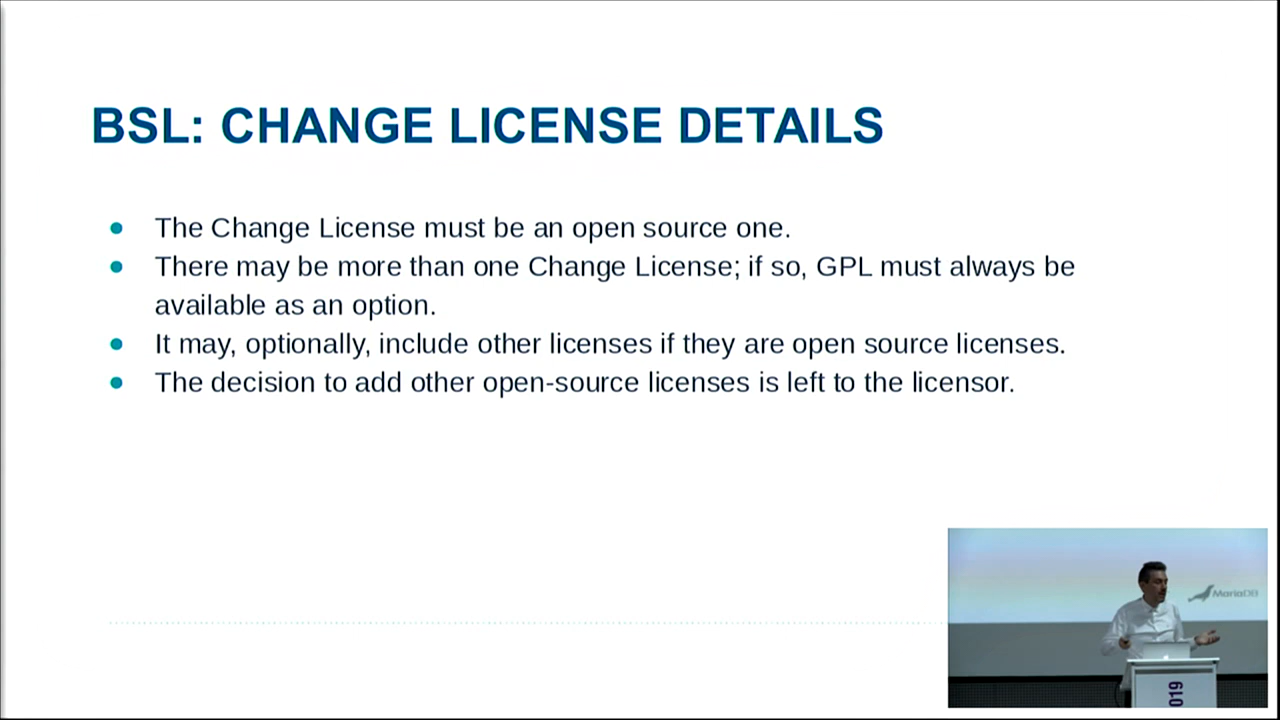 BSL: CHANGE LICENSE DETAILS
The Change License must be an open source one.
There may be more than one Change License; if so, GPL must always be
available as an option.
It may, optionally, include other licenses if they are open source licenses.
The decision to add other open-source licenses is left to the licensor.
MariaDB
019